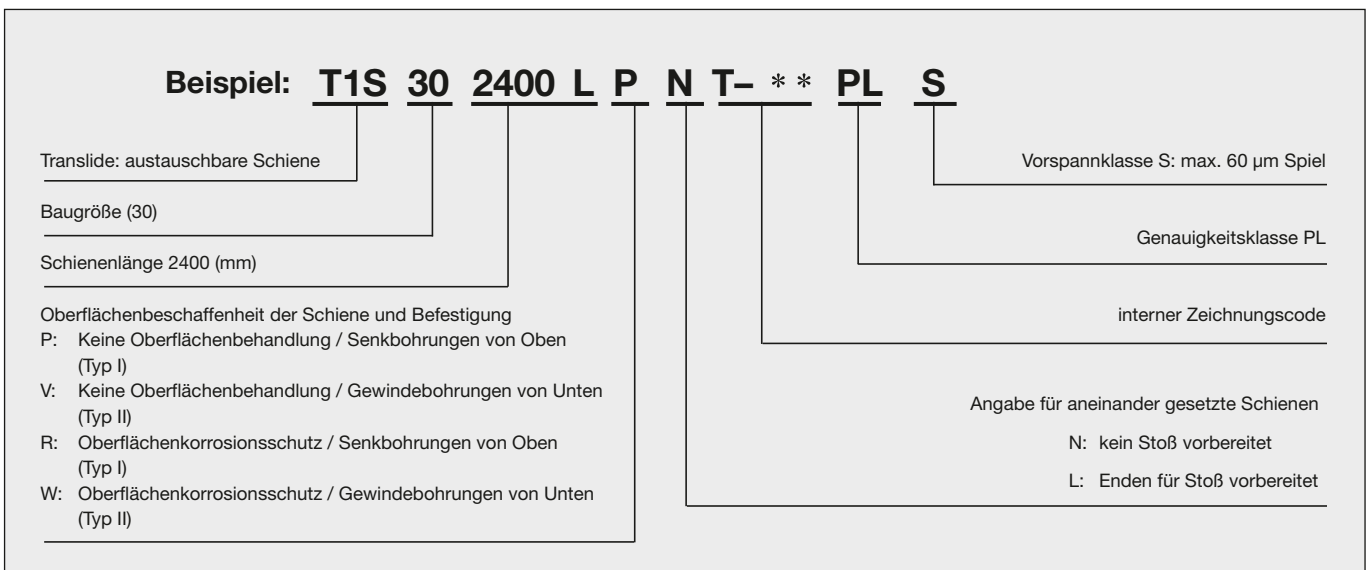 Beispiel: T1S 30 2400 L P N T– ** PL S
Translide: austauschbare Schiene
Baugröße (30)
Schienenlänge 2400 (mm)
Oberflächenbeschaffenheit der Schiene und Befestigung
P: Keine Oberflächenbehandlung / Senkbohrungen von Oben
(Typ I)
V: Keine Oberflächenbehandlung / Gewindebohrungen von Unten
(Typ II)
R: Oberflächenkorrosionsschutz / Senkbohrungen von Oben
(Typ I)
W: Oberflächenkorrosionsschutz / Gewindebohrungen von Unten
(Typ II)
Vorspannklasse S: max. 60 µm Spiel
Genauigkeitsklasse PL
interner Zeichnungscode
Angabe für aneinander gesetzte Schienen
N: kein Stoß vorbereitet
L: Enden für Stoß vorbereitet